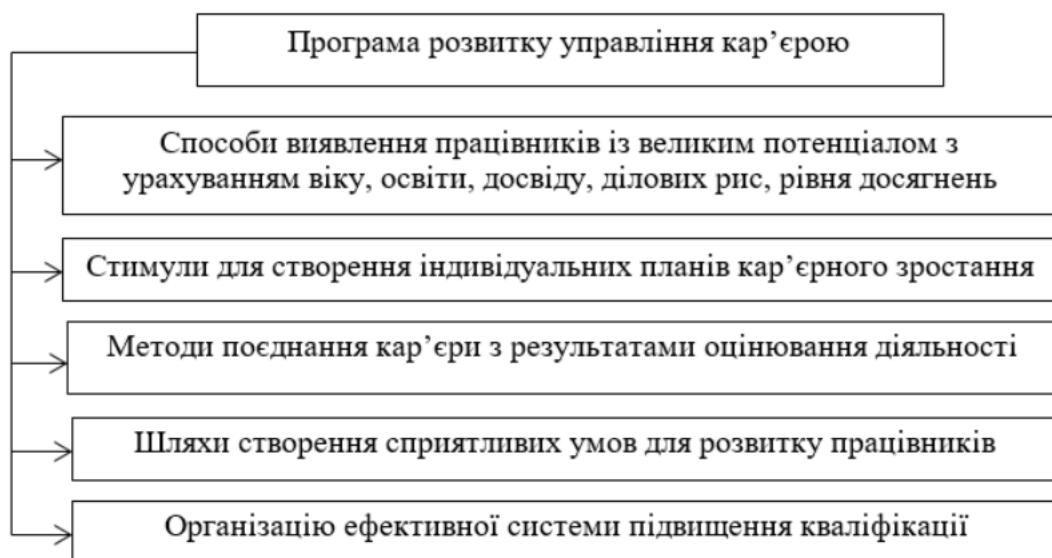 Програма розвитку управління кар’єрою
Способи виявлення працівників із великим потенціалом з
урахуванням віку, освіти, досвіду, ділових рис, рівня досягнень
Стимули для створення індивідуальних планів кар’єрного зростання
Методи поєднання кар’єри з результатами оцінювання діяльності
Шляхи створення сприятливих умов для розвитку працівників
Організацію ефективної системи підвищення кваліфікації